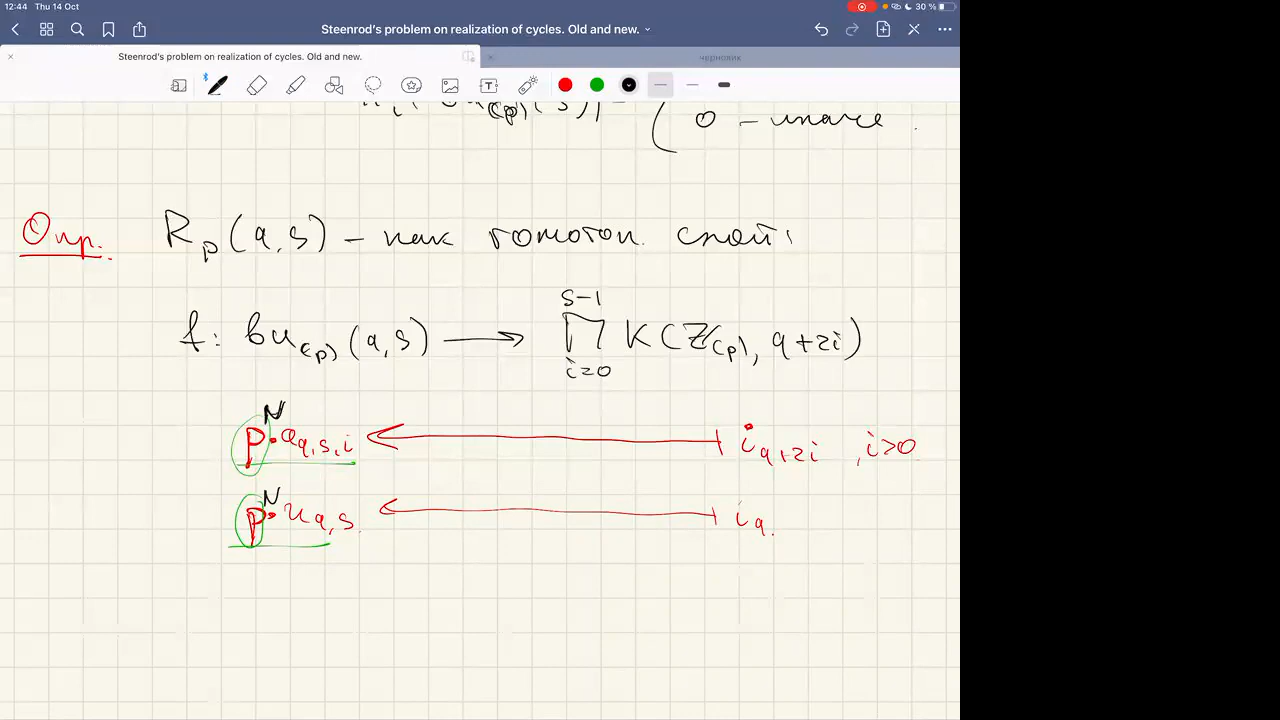 12:44 Thu 14 Oct 30 %
Steenrod's problem on realization of cycles. Old and new.
Steenrod's problem on realization of cycles. Old and new. черновик
0 – иначе .
Опр. R_p(q,s) – как гомотоп. слой
f: bu_(p)(q,s) ⟶ ∏_{i=0}^{s-1} K(ℤ_(p), q+2i)
p^N · a_{q,s,i} ⟵| i_{q+2i} , i>0
p^N · u_{q,s}. ⟵| i_q.